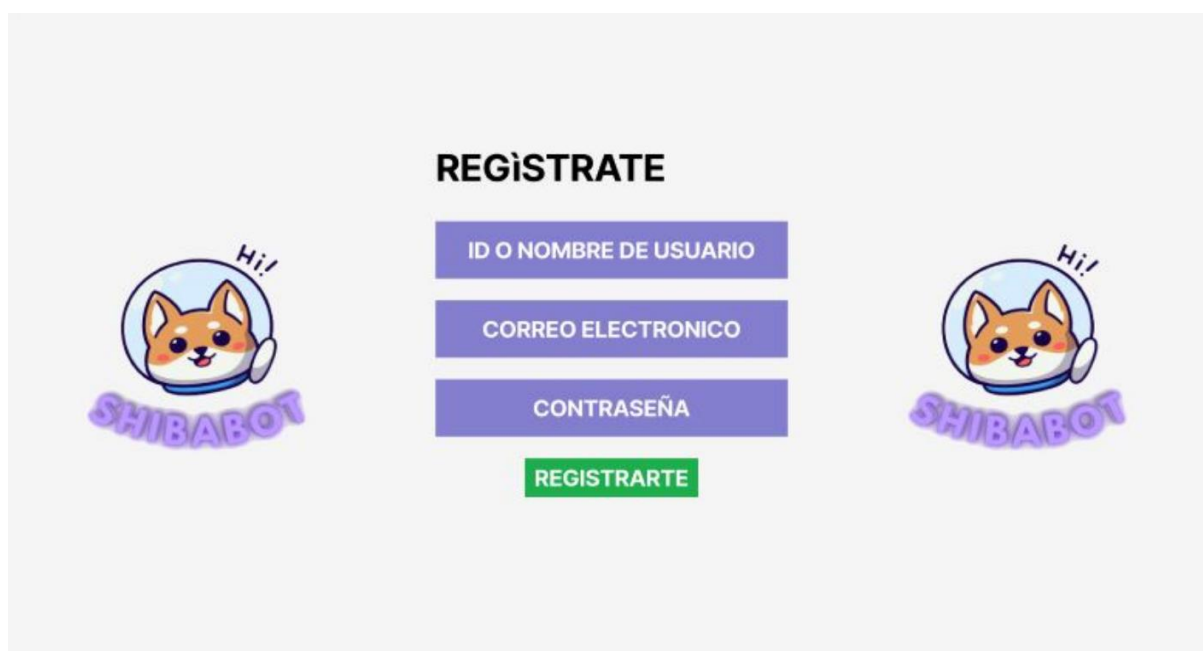 REGÌSTRATE
Hi!
SHIBABOT
ID O NOMBRE DE USUARIO
CORREO ELECTRONICO
CONTRASEÑA
REGISTRARTE
Hi!
SHIBABOT